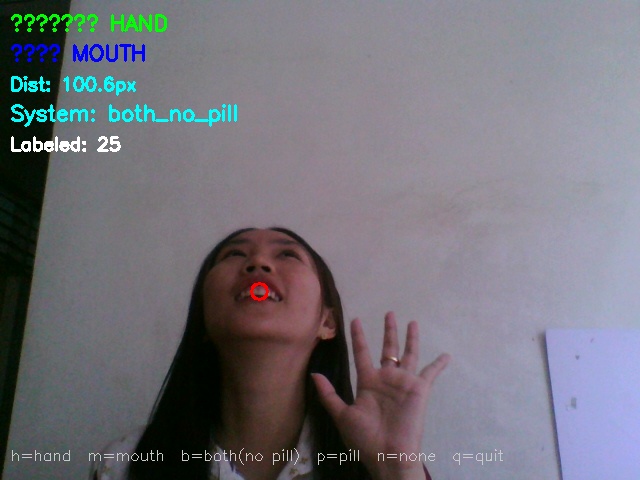 ??????? HAND
???? MOUTH
Dist: 100.6px
System: both_no_pill
Labeled: 25
h=hand m=mouth b=both(no pill) p=pill n=none q=quit